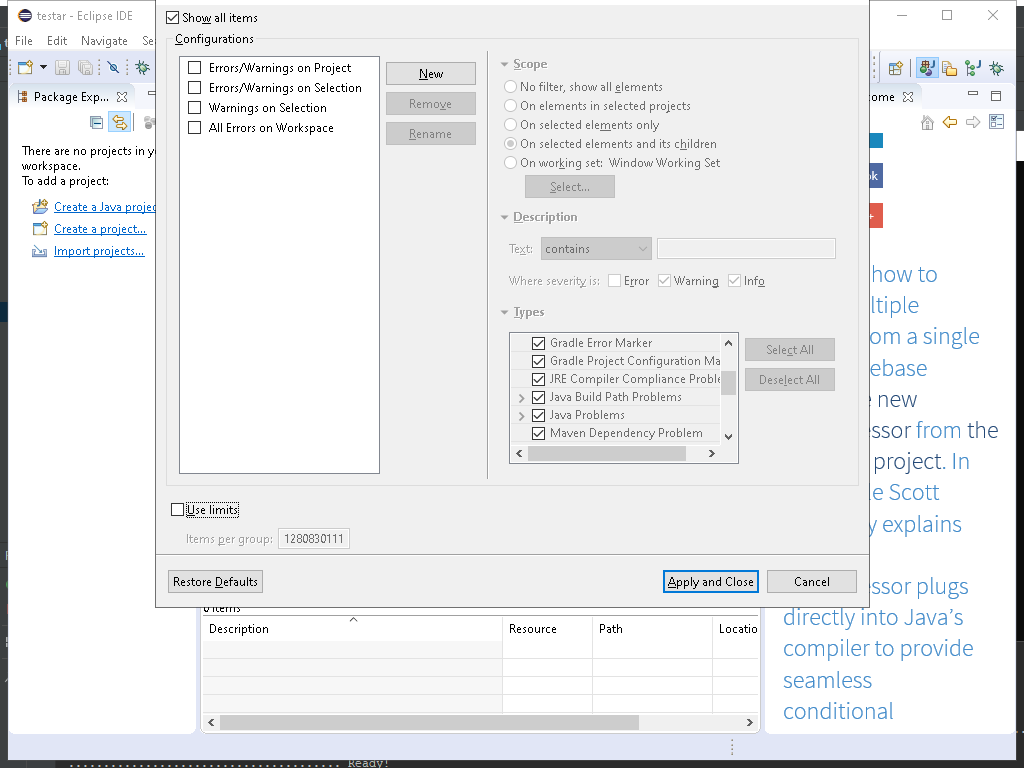 testar - Eclipse IDE
File Edit Navigate
Package Exp...
There are no projects in
workspace.
To add a project:
Create a Java
Create a project...
Import projects...
Show all items
Configurations
Errors/Warnings on Project
Errors/Warnings on Selection
Warnings on Selection
All Errors on Workspace
New
Remove
Rename
Scope
No filter, show all elements
On elements in selected projects
On selected elements only
On selected elements and its children
On working set: Window Working Set
Select...
Description
Text: contains
Where severity is: Error Warning Info
Types
Gradle Error Marker
Gradle Project Configuration Ma
JRE Compiler Compliance Proble
Java Build Path Problems
Java Problems
Maven Dependency Problem
Select All
Deselect All
Use limits
Items per group: 1280830111
Restore Defaults
Apply and Close
Cancel
0 items
Description Resource Path Locatio
ome
how to
ltiple
om a single
ebase
new
essor from the
project. In
le Scott
y explains
essor plugs
directly into Java’s
compiler to provide
seamless
conditional
Ready!